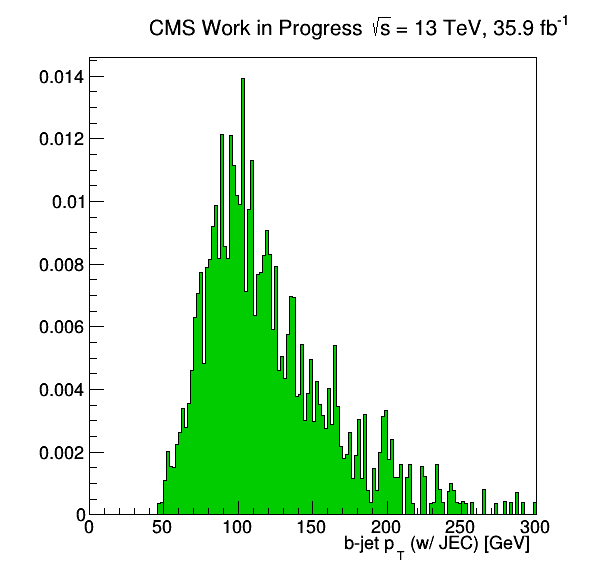 CMS Work in Progress √s = 13 TeV, 35.9 fb⁻¹
0.014
0.012
0.01
0.008
0.006
0.004
0.002
0
0 50 100 150 200 250 300
b-jet p_T (w/ JEC) [GeV]